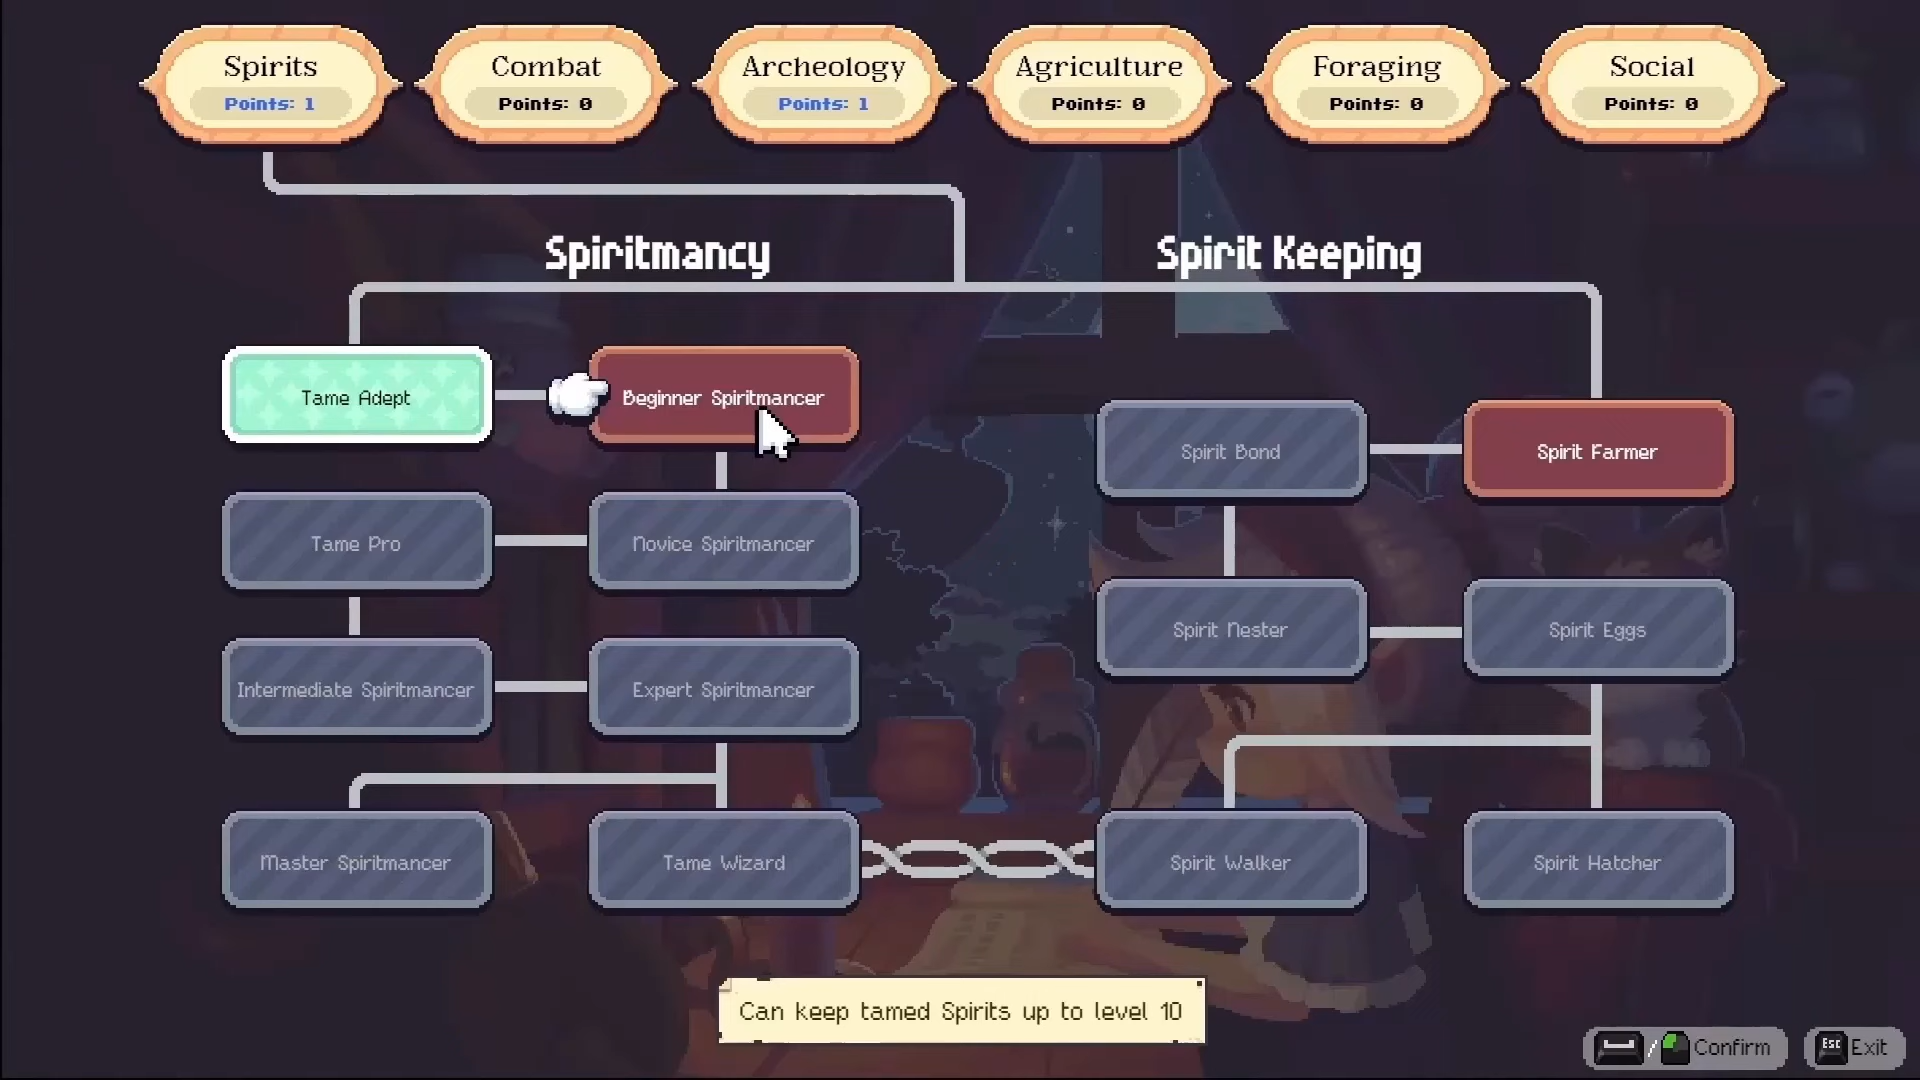 Spirits
Points: 1
Combat
Points: 0
Archeology
Points: 1
Agriculture
Points: 0
Foraging
Points: 0
Social
Points: 0
Spiritmancy
Spirit Keeping
Tame Adept
Beginner Spiritmancer
Spirit Bond
Spirit Farmer
Tame Pro
Novice Spiritmancer
Spirit Nester
Spirit Eggs
Intermediate Spiritmancer
Expert Spiritmancer
Master Spiritmancer
Tame Wizard
Spirit Walker
Spirit Hatcher
Can keep tamed Spirits up to level 10
/ Confirm
Esc Exit